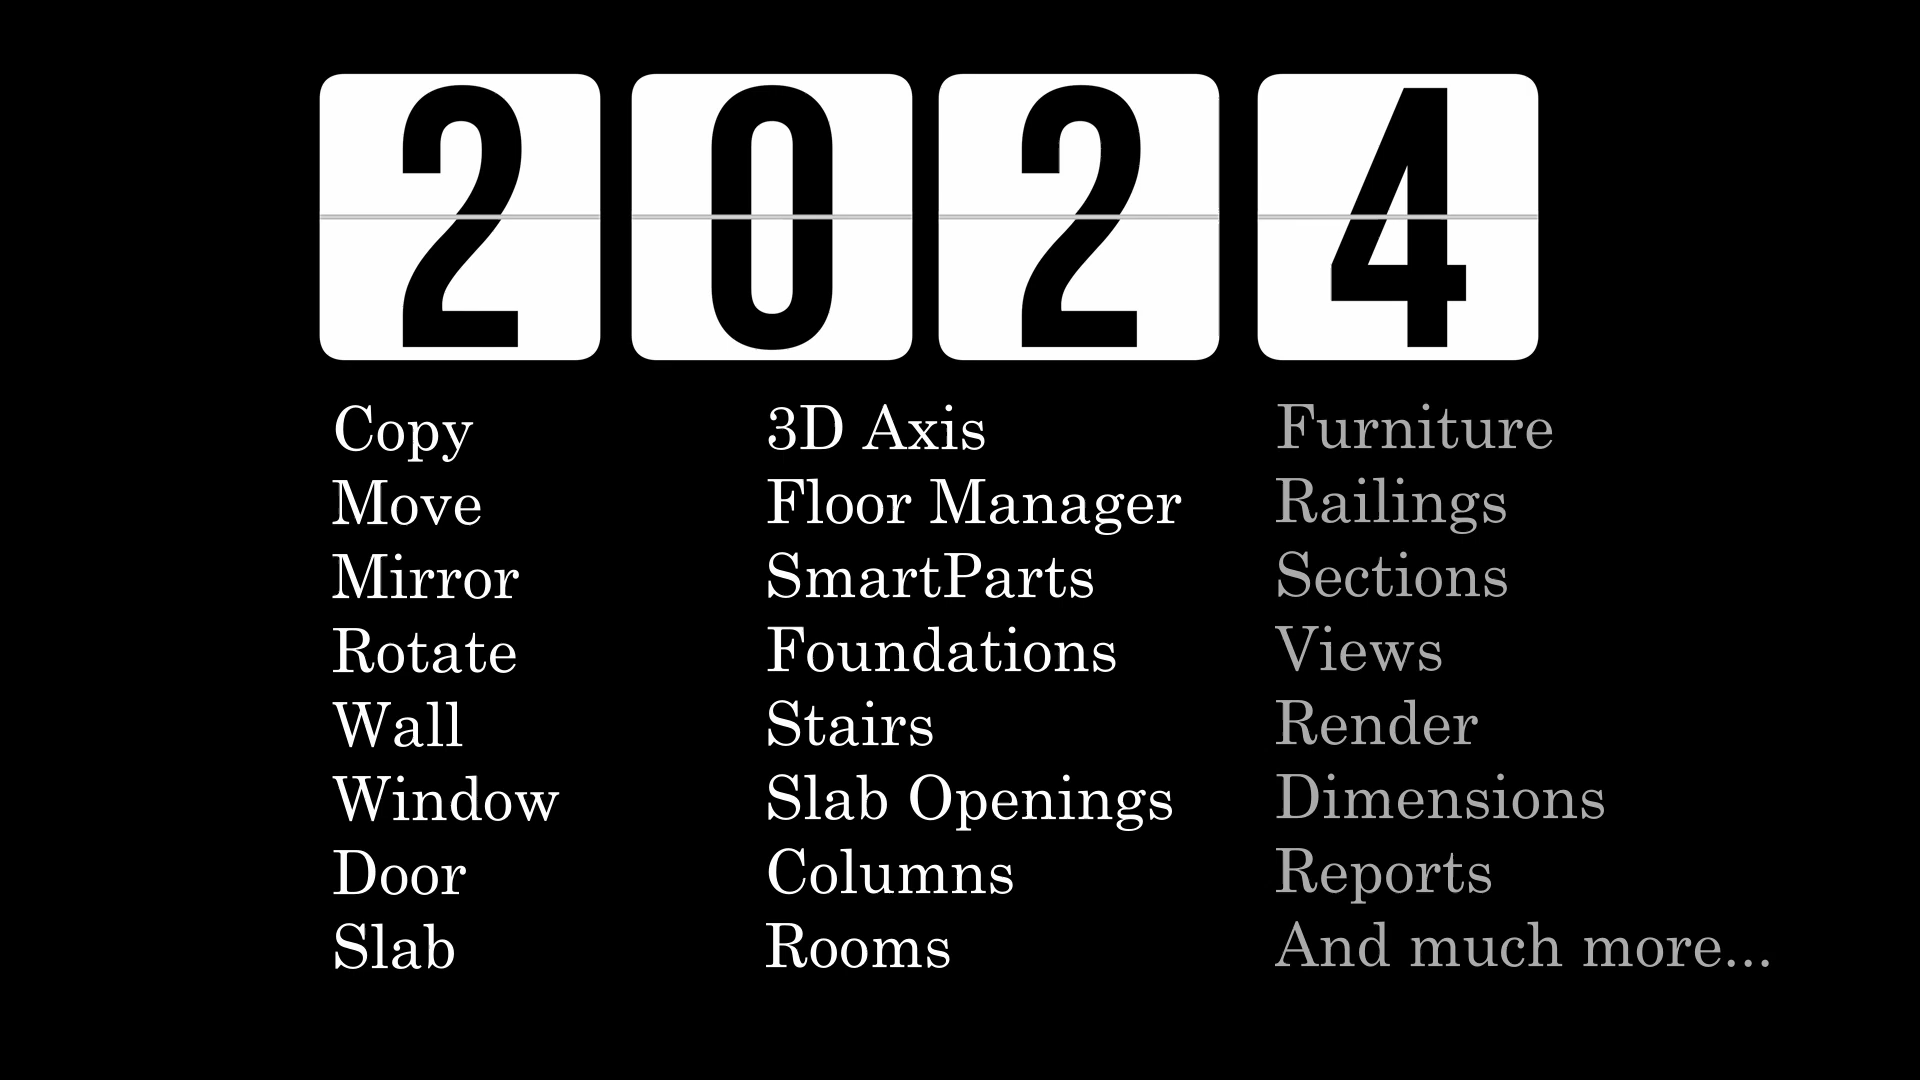 2024
Copy
Move
Mirror
Rotate
Wall
Window
Door
Slab
3D Axis
Floor Manager
SmartParts
Foundations
Stairs
Slab Openings
Columns
Rooms
Furniture
Railings
Sections
Views
Render
Dimensions
Reports
And much more...